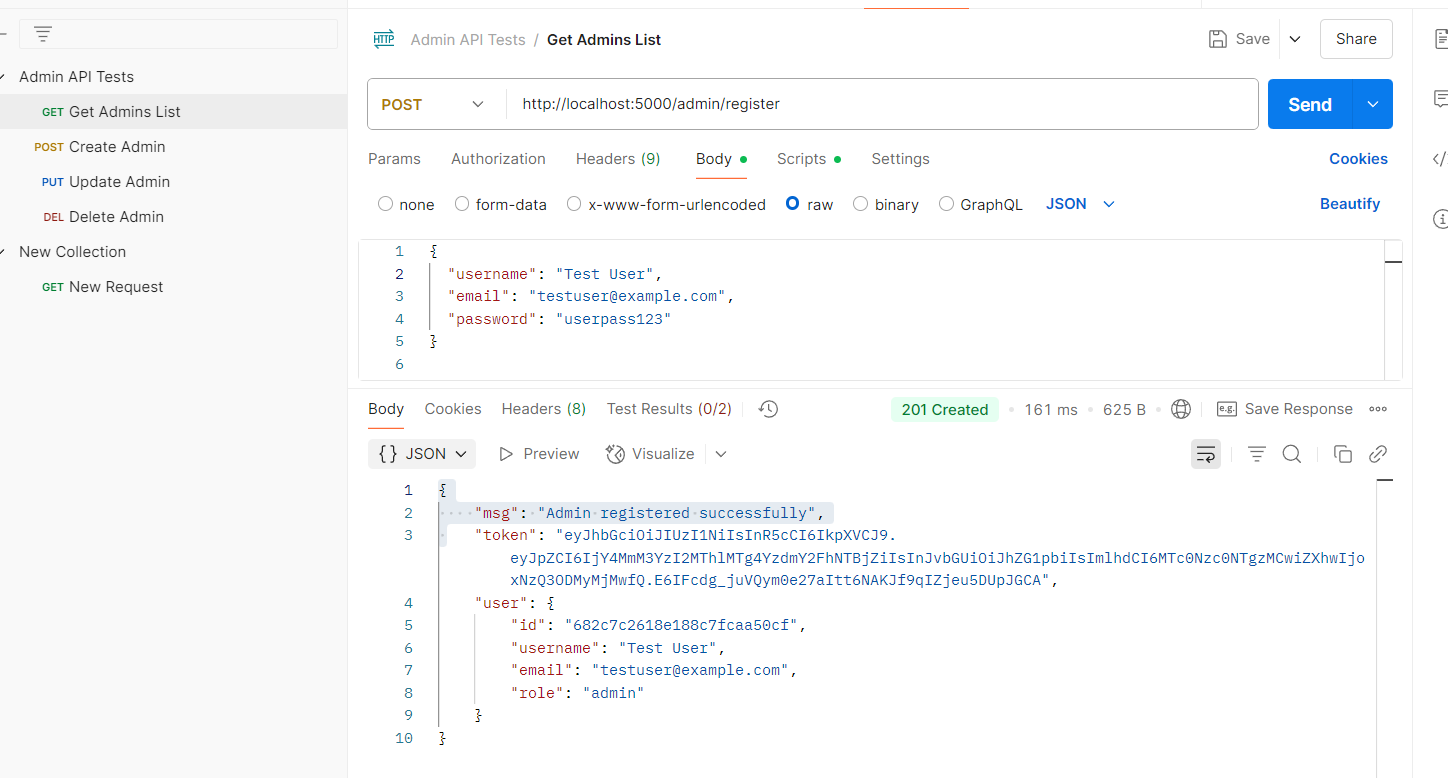 Admin API Tests
GET Get Admins List
POST Create Admin
PUT Update Admin
DEL Delete Admin
New Collection
GET New Request
HTTP Admin API Tests / Get Admins List
Save
Share
POST
http://localhost:5000/admin/register
Send
Params Authorization Headers (9) Body Scripts Settings
Cookies
none form-data x-www-form-urlencoded raw binary GraphQL JSON
Beautify
1 {
2 "username": "Test User",
3 "email": "testuser@example.com",
4 "password": "userpass123"
5 }
6
Body Cookies Headers (8) Test Results (0/2)
201 Created 161 ms 625 B
e.g. Save Response
{} JSON Preview Visualize
1 {
2 "msg": "Admin registered successfully",
3 "token": "eyJhbGciOiJIUzI1NiIsInR5cCI6IkpXVCJ9.
eyJpZCI6IjY4MmM3YzI2MThlMTg4YzdmY2FhNTBjZiIsInJvbGUiOiJhZG1pbiIsImlhdCI6MTc0Nzc0NTgzMCwiZXhwIjo
xNzQ3ODMyMjMwfQ.E6IFcdg_juVQym0e27aItt6NAKJf9qIZjeu5DUpJGCA",
4 "user": {
5 "id": "682c7c2618e188c7fcaa50cf",
6 "username": "Test User",
7 "email": "testuser@example.com",
8 "role": "admin"
9 }
10 }